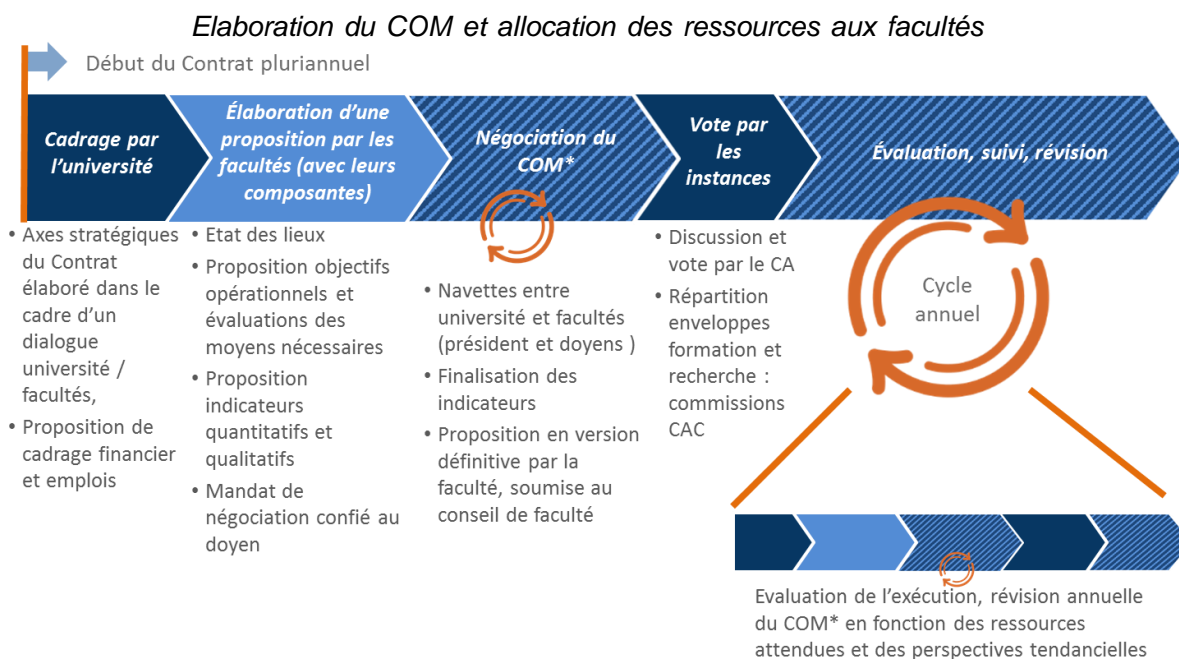 Elaboration du COM et allocation des ressources aux facultés
Début du Contrat pluriannuel
Cadrage par
l’université
Élaboration d’une
proposition par les
facultés (avec leurs
composantes)
Négociation du
COM*
Vote par
les
instances
Évaluation, suivi, révision
• Axes stratégiques
du Contrat
élaboré dans le
cadre d’un
dialogue
université /
facultés,
• Proposition de
cadrage financier
et emplois
• Etat des lieux
• Proposition objectifs
opérationnels et
évaluations des
moyens nécessaires
• Proposition
indicateurs
quantitatifs et
qualitatifs
• Mandat de
négociation confié au
doyen
• Navettes entre
université et facultés
(président et doyens )
• Finalisation des
indicateurs
• Proposition en version
définitive par la
faculté, soumise au
conseil de faculté
• Discussion et
vote par le CA
• Répartition
enveloppes
formation et
recherche :
commissions
CAC
Cycle
annuel
Evaluation de l’exécution, révision annuelle
du COM* en fonction des ressources
attendues et des perspectives tendancielles